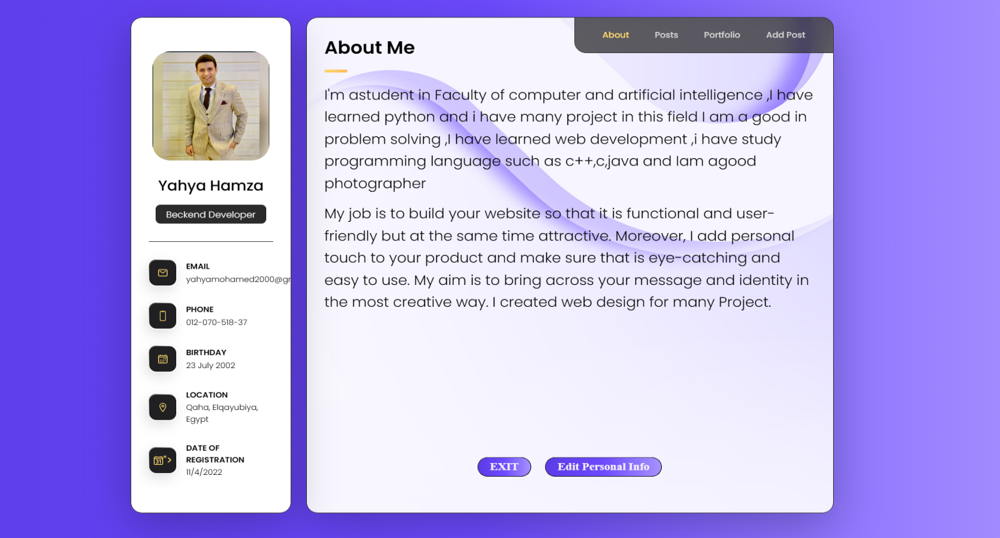 Yahya Hamza
Beckend Developer
EMAIL
yahyamohamed2000@gr
PHONE
012-070-518-37
BIRTHDAY
23 July 2002
LOCATION
Qaha, Elqayubiya,
Egypt
DATE OF
REGISTRATION
11/4/2022
31">
About Posts Portfolio Add Post
About Me
I'm astudent in Faculty of computer and artificial intelligence ,I have
learned python and i have many project in this field I am a good in
problem solving ,I have learned web development ,i have study
programming language such as c++,c,java and Iam agood
photographer
My job is to build your website so that it is functional and user-
friendly but at the same time attractive. Moreover, I add personal
touch to your product and make sure that is eye-catching and
easy to use. My aim is to bring across your message and identity in
the most creative way. I created web design for many Project.
EXIT Edit Personal Info